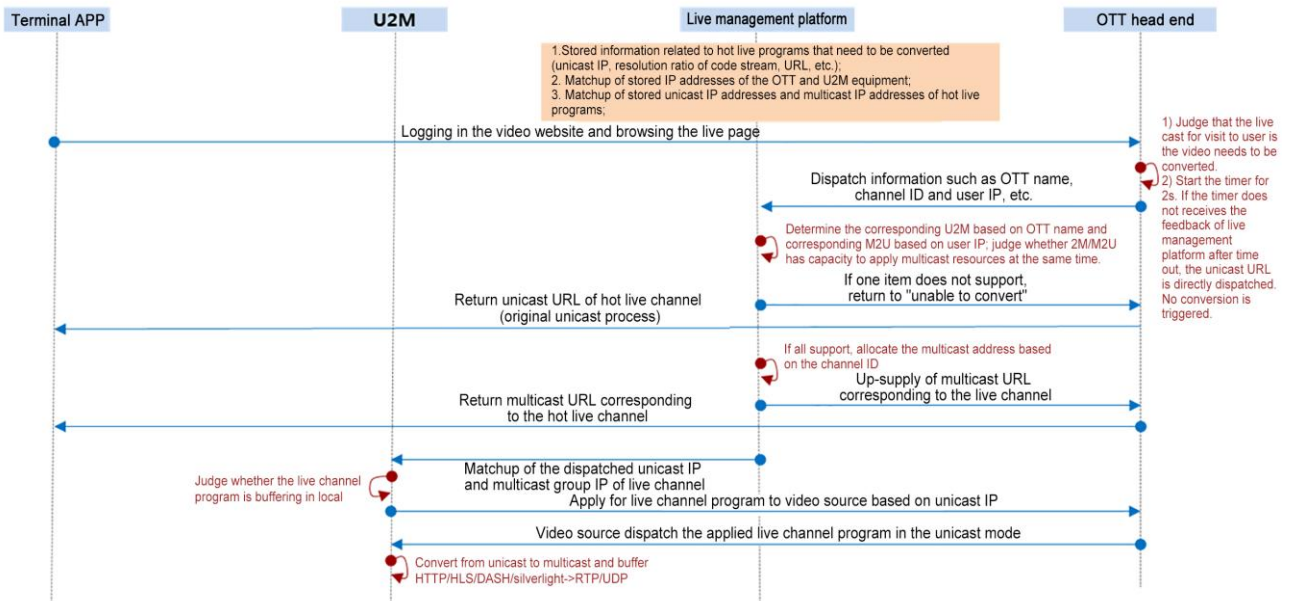 Terminal APP
U2M
Live management platform
OTT head end
1.Stored information related to hot live programs that need to be converted
(unicast IP, resolution ratio of code stream, URL, etc.);
2. Matchup of stored IP addresses of the OTT and U2M equipment;
3. Matchup of stored unicast IP addresses and multicast IP addresses of hot live
programs;
Logging in the video website and browsing the live page
1) Judge that the live
cast for visit to user is
the video needs to be
converted.
2) Start the timer for
2s. If the timer does
not receives the
feedback of live
management
platform after time
out, the unicast URL
is directly dispatched.
No conversion is
triggered.
Dispatch information such as OTT name,
channel ID and user IP, etc.
Determine the corresponding U2M based on OTT name and
corresponding M2U based on user IP; judge whether 2M/M2U
has capacity to apply multicast resources at the same time.
If one item does not support,
return to "unable to convert"
Return unicast URL of hot live channel
(original unicast process)
If all support, allocate the multicast address based
on the channel ID
Up-supply of multicast URL
corresponding to the live channel
Return multicast URL corresponding
to the hot live channel
Matchup of the dispatched unicast IP
and multicast group IP of live channel
Judge whether the live channel
program is buffering in local
Apply for live channel program to video source based on unicast IP
Video source dispatch the applied live channel program in the unicast mode
Convert from unicast to multicast and buffer
HTTP/HLS/DASH/silverlight->RTP/UDP